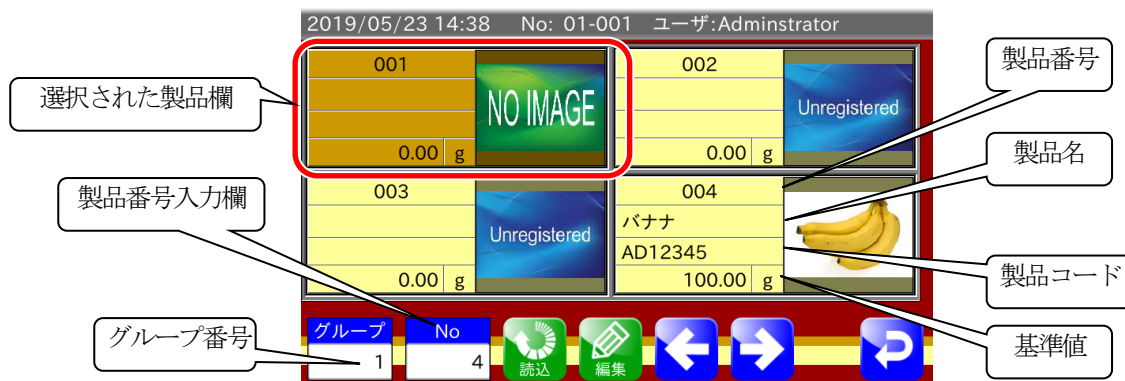 2019/05/23 14:38 No: 01-001 ユーザ:Adminstrator
選択された製品欄
001
NO IMAGE
0.00 g
002
Unregistered
0.00 g
製品番号
製品番号入力欄
003
Unregistered
0.00 g
004
バナナ
AD12345
100.00 g
製品名
製品コード
基準値
グループ番号
グループ
1
No
4
読込
編集